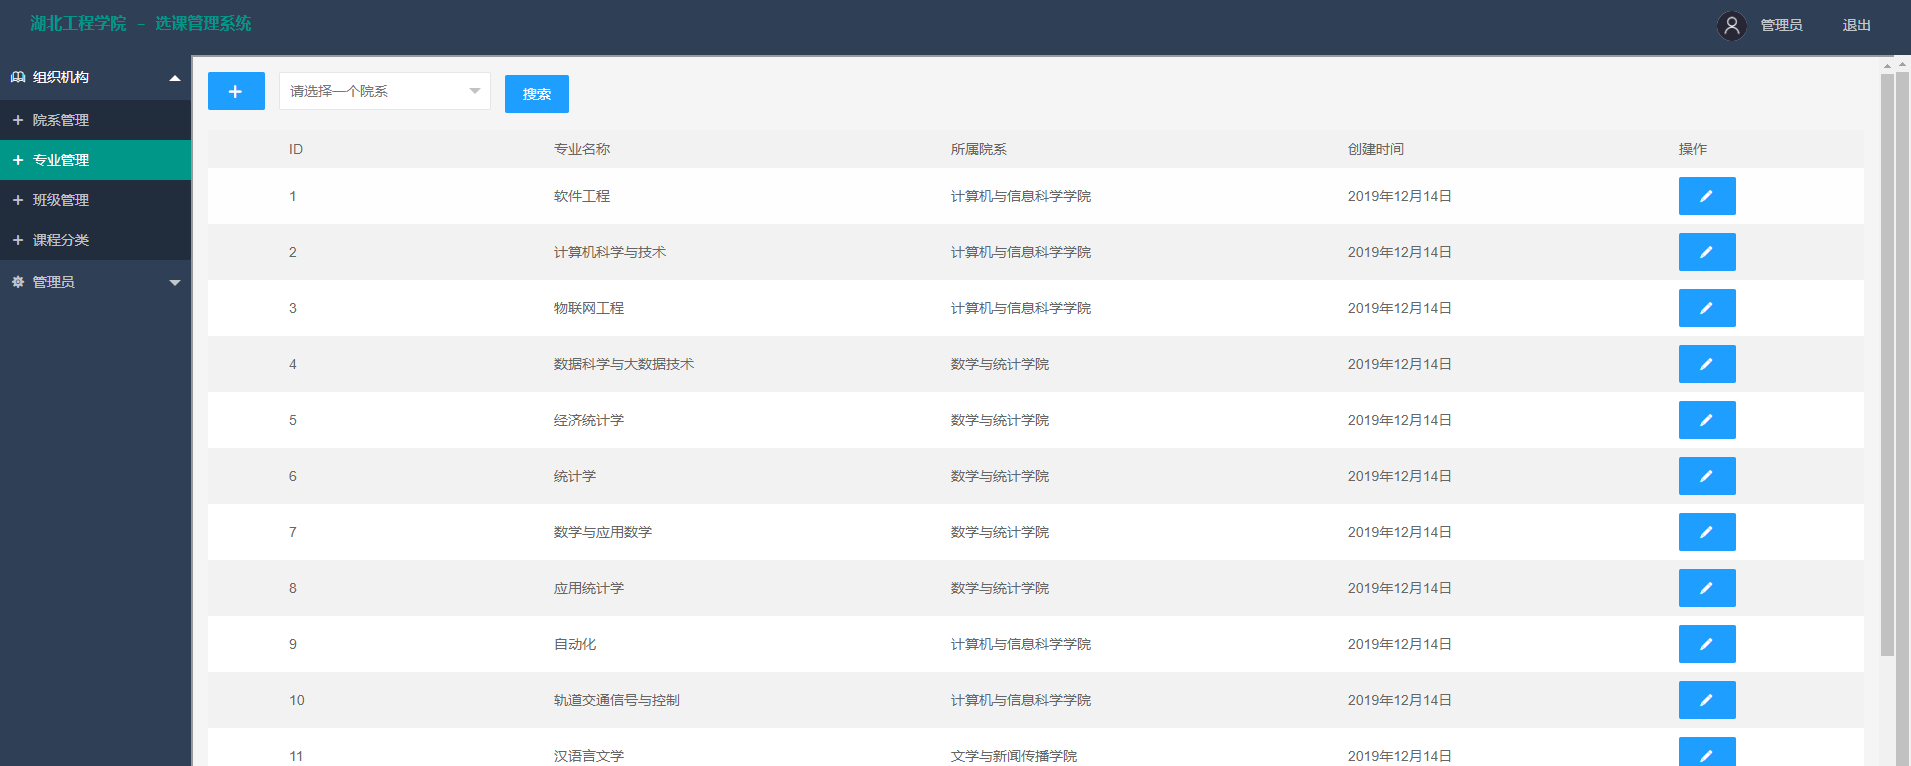 湖北工程学院 - 选课管理系统
管理员 退出
组织机构
院系管理
专业管理
班级管理
课程分类
管理员
请选择一个院系 搜索
ID 专业名称 所属院系 创建时间 操作
1 软件工程 计算机与信息科学学院 2019年12月14日
2 计算机科学与技术 计算机与信息科学学院 2019年12月14日
3 物联网工程 计算机与信息科学学院 2019年12月14日
4 数据科学与大数据技术 数学与统计学院 2019年12月14日
5 经济统计学 数学与统计学院 2019年12月14日
6 统计学 数学与统计学院 2019年12月14日
7 数学与应用数学 数学与统计学院 2019年12月14日
8 应用统计学 数学与统计学院 2019年12月14日
9 自动化 计算机与信息科学学院 2019年12月14日
10 轨道交通信号与控制 计算机与信息科学学院 2019年12月14日
11 汉语言文学 文学与新闻传播学院 2019年12月14日